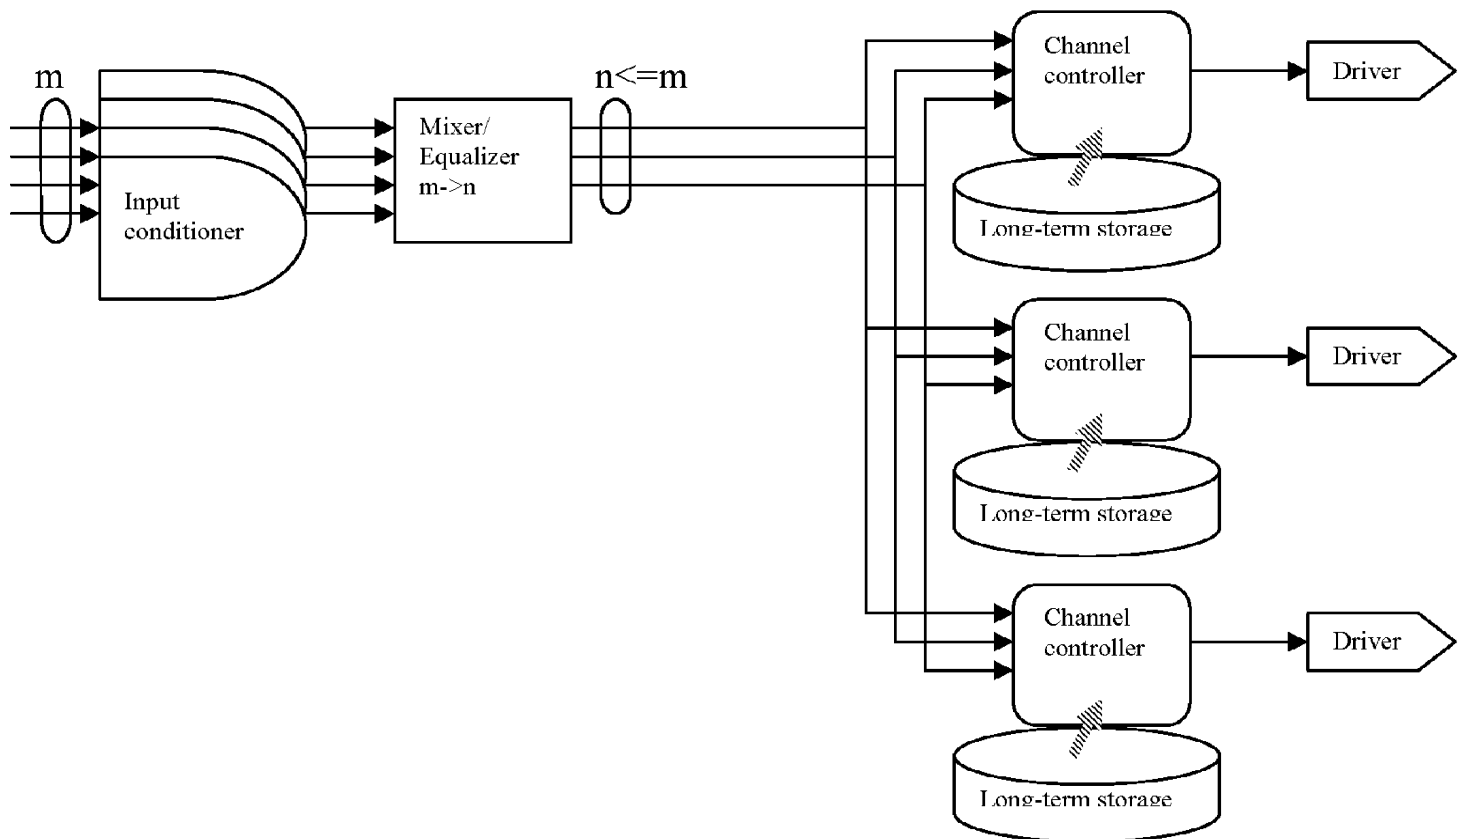 m
Input
conditioner
Mixer/
Equalizer
m->n
n<=m
Channel
controller
Long-term storage
Driver
Channel
controller
Long-term storage
Driver
Channel
controller
Long-term storage
Driver